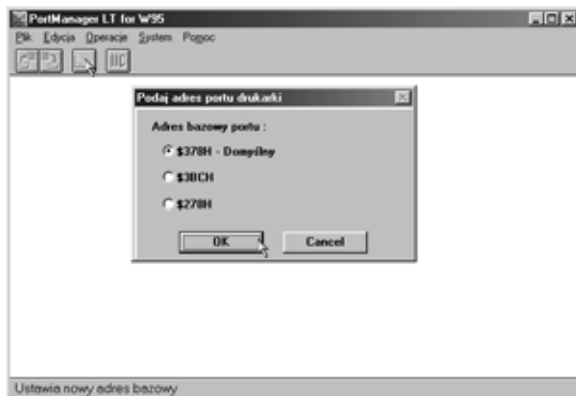 PortManager LT for W95
Plik Edycja Operacje System Pomoc
Podaj adres portu drukarki
Adres bazowy portu :
$378H - Domyślny
$3BCH
$278H
OK Cancel
Ustawia nowy adres bazowy